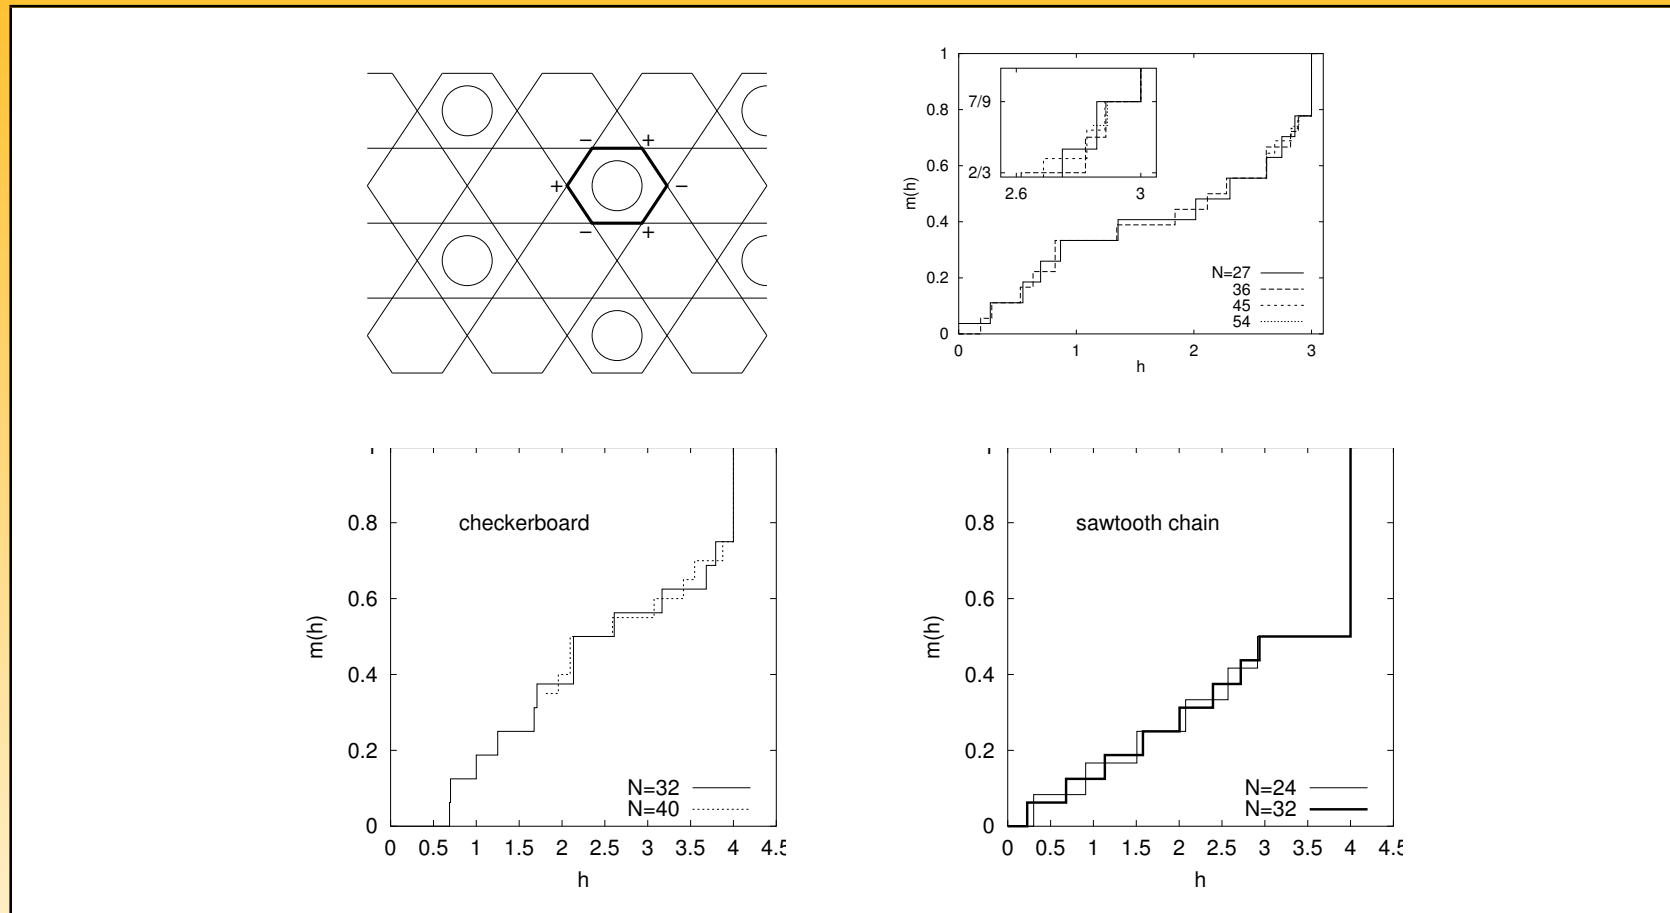 − +
+ −
− +
1
0.8
0.6
0.4
0.2
0
m(h)
7/9
2/3
2.6 3
N=27
36
45
54
0 1 2 3
h
checkerboard
0.8
0.6
0.4
0.2
0
m(h)
N=32
N=40
0 0.5 1 1.5 2 2.5 3 3.5 4
h
sawtooth chain
0.8
0.6
0.4
0.2
0
m(h)
N=24
N=32
0 0.5 1 1.5 2 2.5 3 3.5 4
h